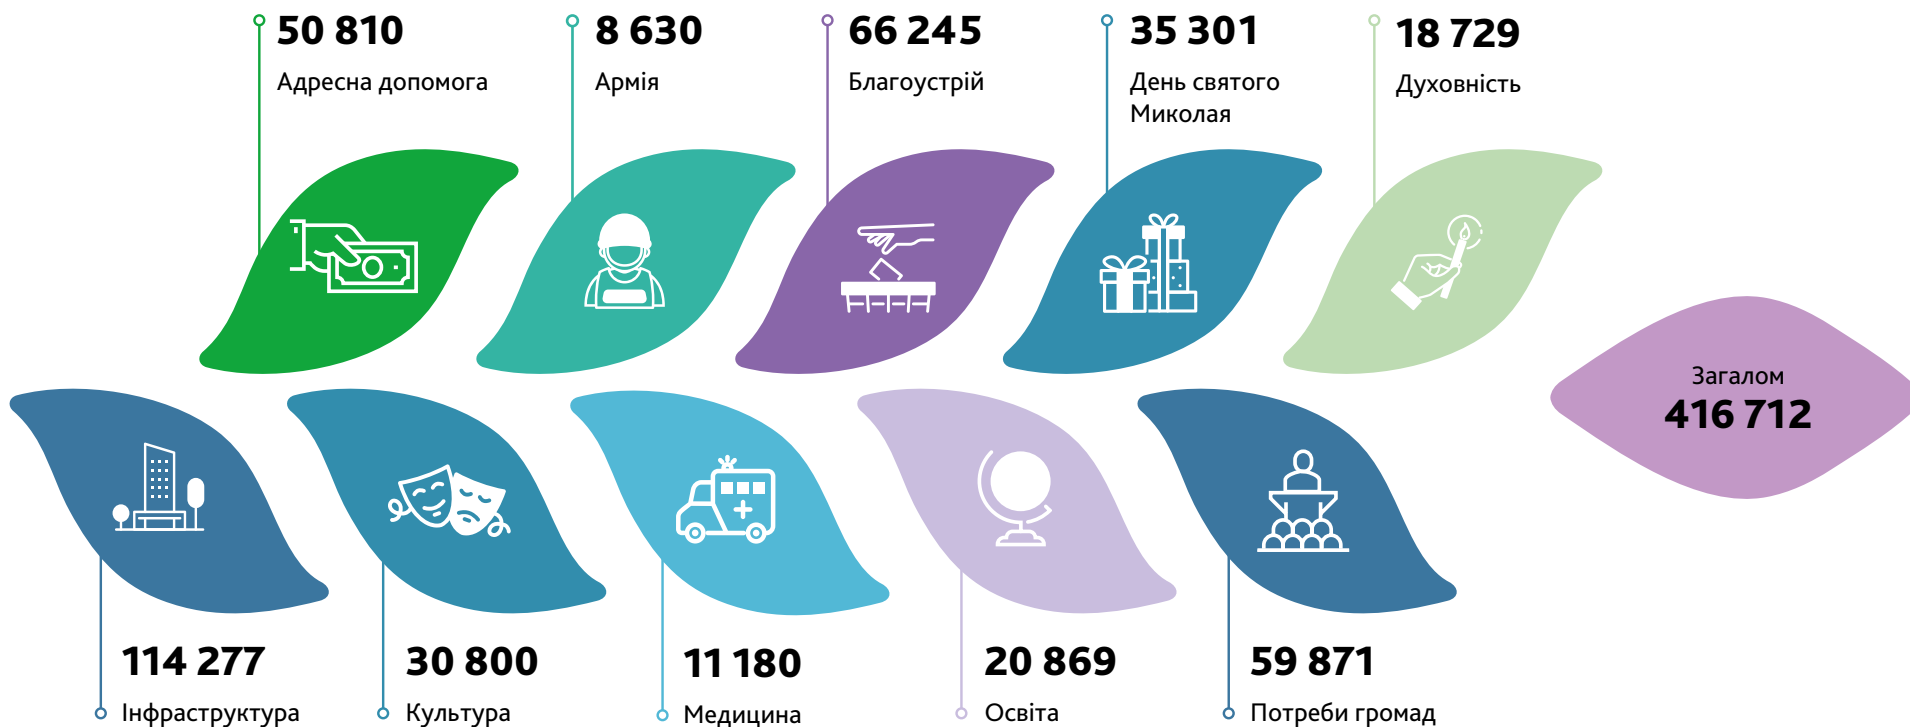 50 810
Адресна допомога
8 630
Армія
66 245
Благоустрій
35 301
День святого
Миколая
18 729
Духовність
Загалом
416 712
114 277
Інфраструктура
30 800
Культура
11 180
Медицина
20 869
Освіта
59 871
Потреби громад